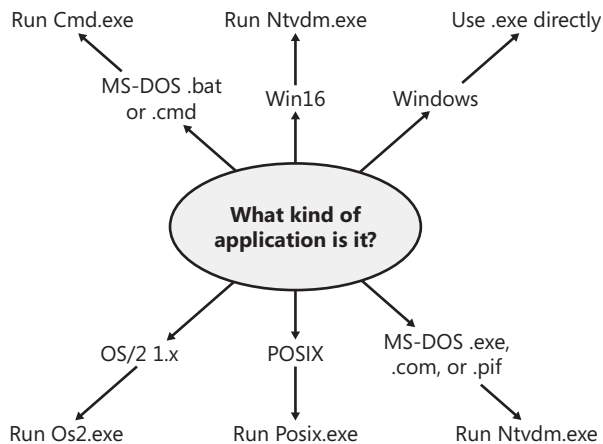 Run Cmd.exe
Run Ntvdm.exe
Use .exe directly
MS-DOS .bat
or .cmd
Win16
Windows
What kind of
application is it?
OS/2 1.x
POSIX
MS-DOS .exe,
.com, or .pif
Run Os2.exe
Run Posix.exe
Run Ntvdm.exe